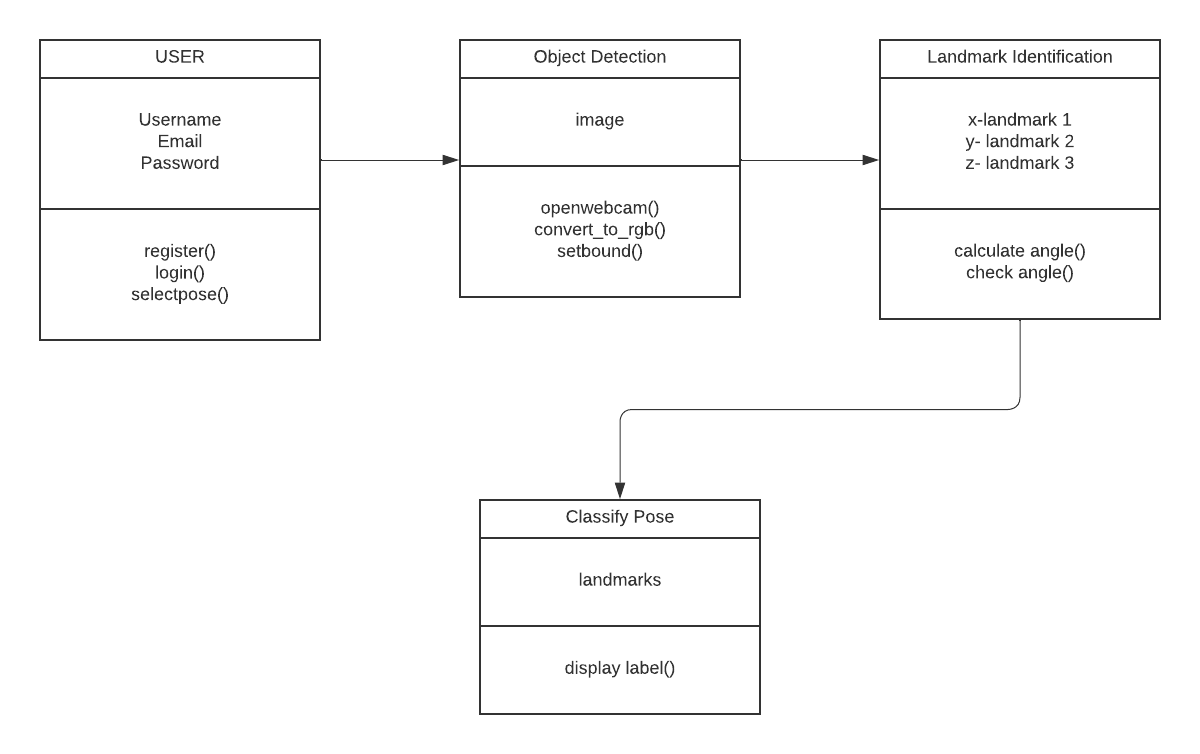 USER
Username
Email
Password
register()
login()
selectpose()
Object Detection
image
openwebcam()
convert_to_rgb()
setbound()
Landmark Identification
x-landmark 1
y- landmark 2
z- landmark 3
calculate angle()
check angle()
Classify Pose
landmarks
display label()